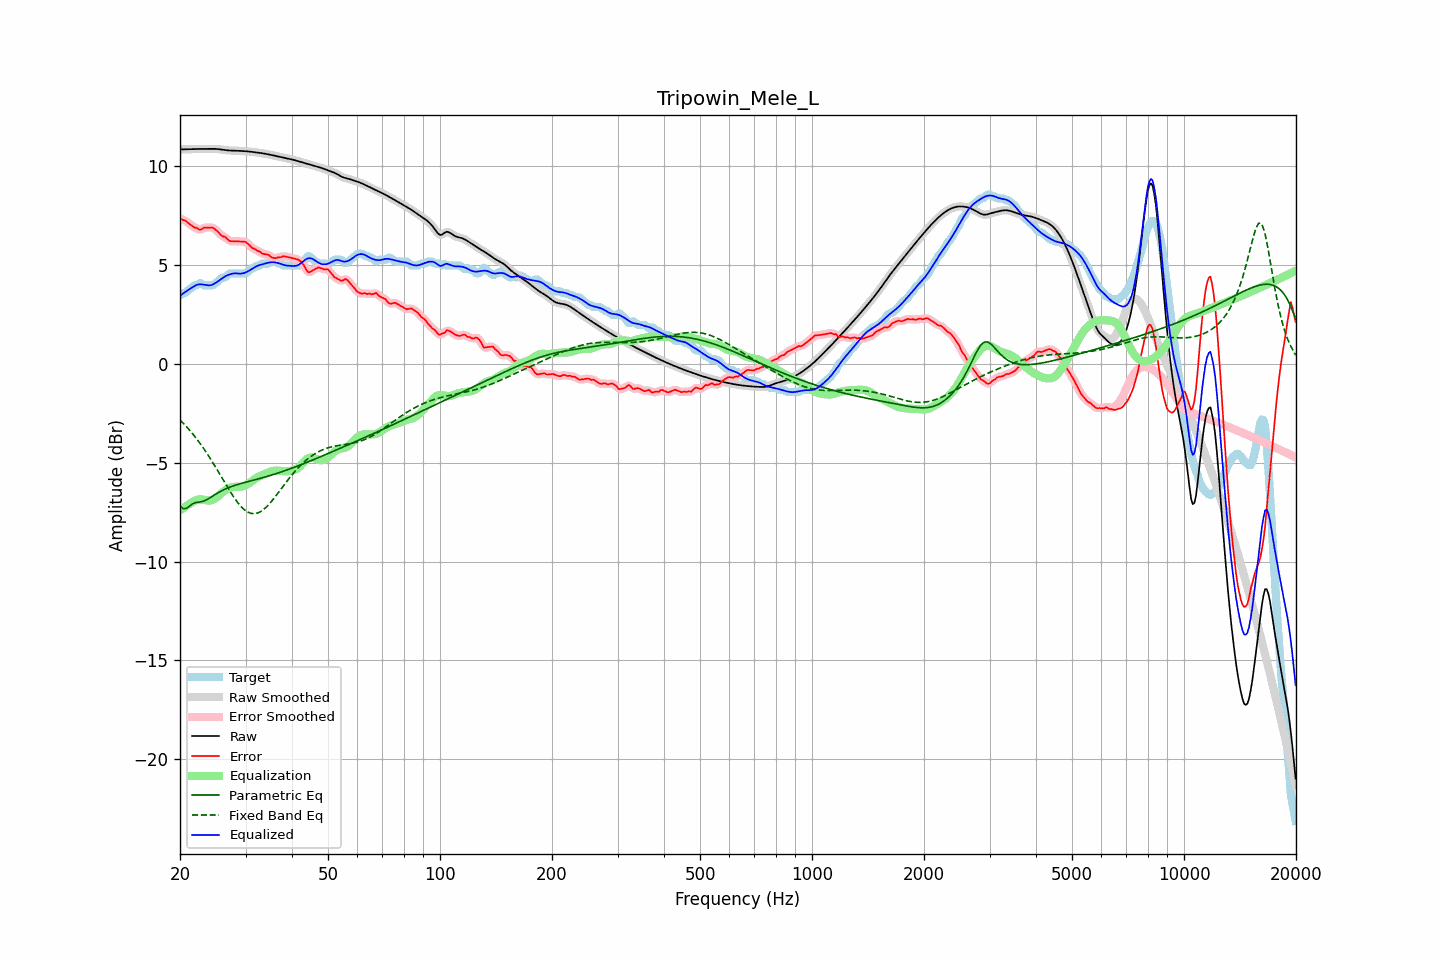 Tripowin_Mele_L
Amplitude (dBr)
10
5
0
−5
−10
−15
−20
Target
Raw Smoothed
Error Smoothed
Raw
Error
Equalization
Parametric Eq
Fixed Band Eq
Equalized
20 50 100 200 500 1000 2000 5000 10000 20000
Frequency (Hz)